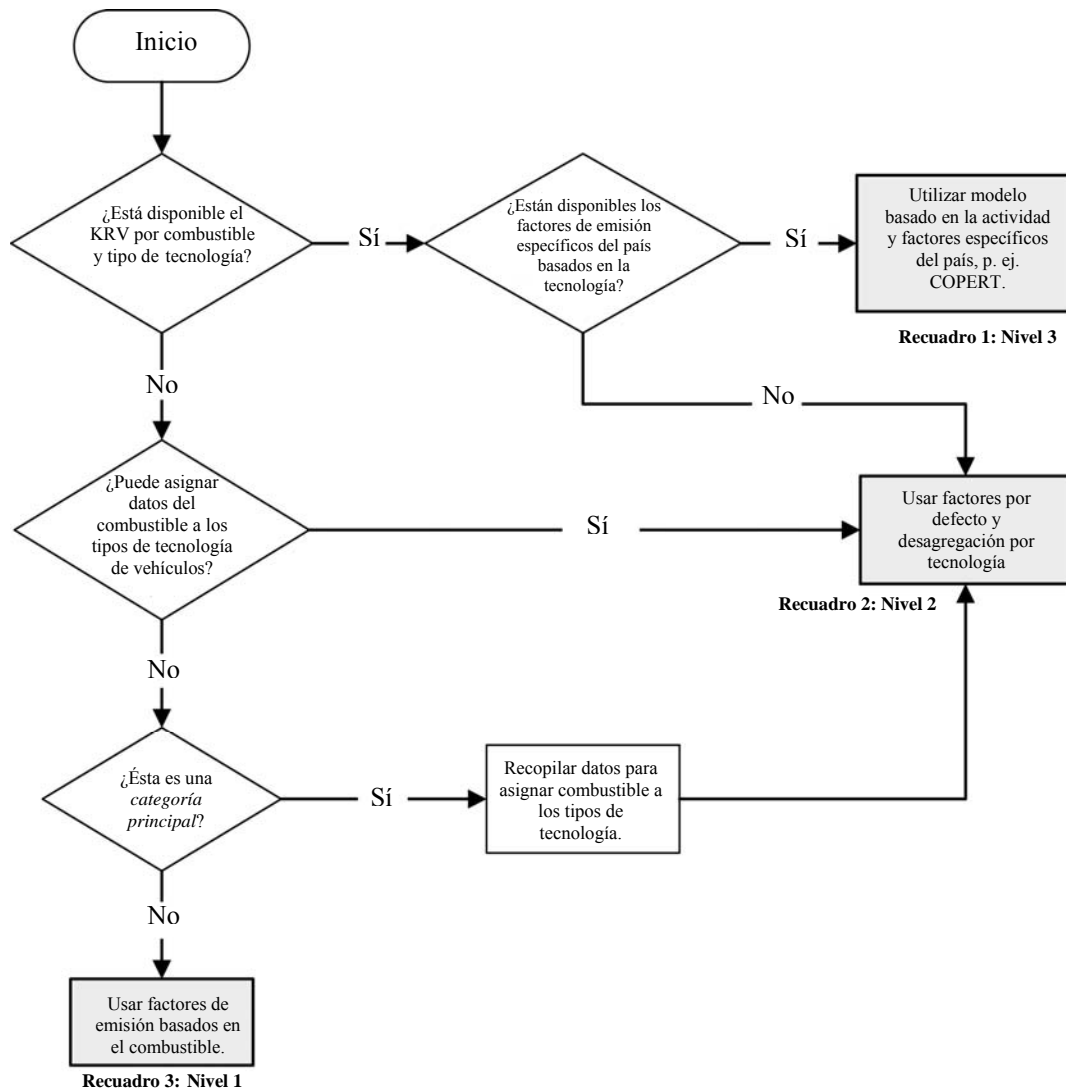 Inicio
¿Está disponible el
KRV por combustible
y tipo de tecnología?
Sí
¿Están disponibles los
factores de emisión
específicos del país
basados en la
tecnología?
Sí
Utilizar modelo
basado en la actividad
y factores específicos
del país, p. ej.
COPERT.
Recuadro 1: Nivel 3
No
No
¿Puede asignar
datos del
combustible a los
tipos de tecnología
de vehículos?
Sí
Usar factores por
defecto y
desagregación por
tecnología
Recuadro 2: Nivel 2
No
¿Ésta es una
categoría
principal?
Sí
Recopilar datos para
asignar combustible a
los tipos de
tecnología.
No
Usar factores de
emisión basados en
el combustible.
Recuadro 3: Nivel 1